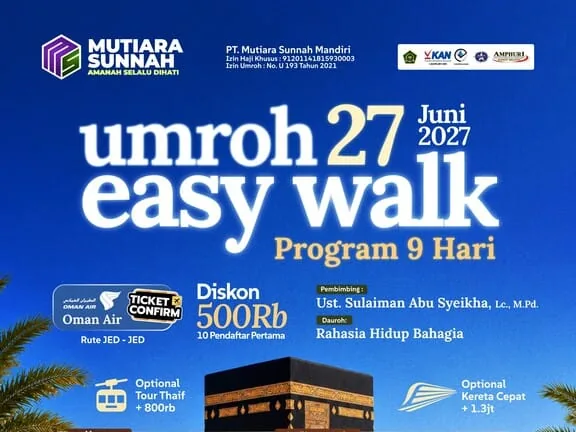 MUTIARA
SUNNAH
AMANAH SELALU DIHATI
PT. Mutiara Sunnah Mandiri
Izin Haji Khusus : 91201141815930003
Izin Umroh : No. U 193 Tahun 2021
KAN
AMPHURI
umroh 27 Juni
2027
easy walk
Program 9 Hari
OMAN AIR
Oman Air
TICKET
CONFIRM
Rute JED - JED
Diskon
500Rb
10 Pendaftar Pertama
Pembimbing :
Ust. Sulaiman Abu Syeikha, Lc., M.Pd.
Dauroh:
Rahasia Hidup Bahagia
Optional
Tour Thaif
+ 800rb
Optional
Kereta Cepat
+ 1.3jt